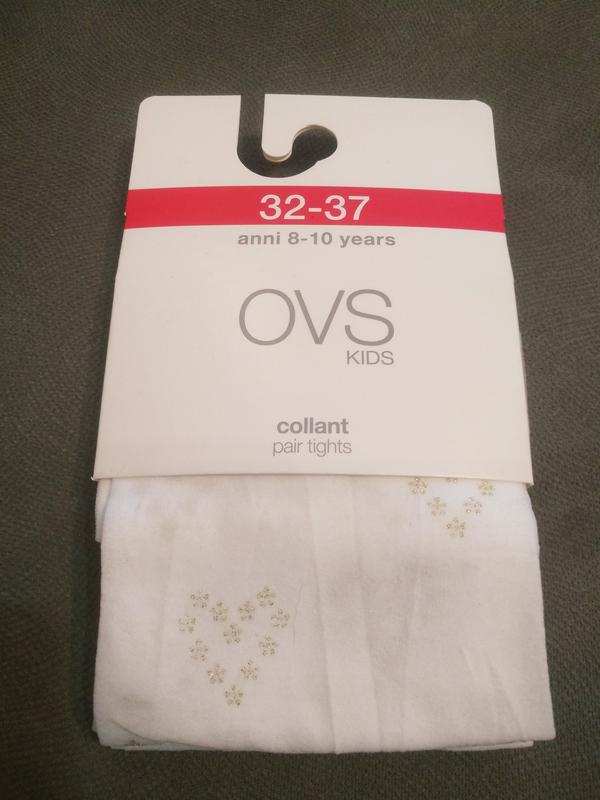 32-37
anni 8-10 years
OVS
KIDS
collant
pair tights